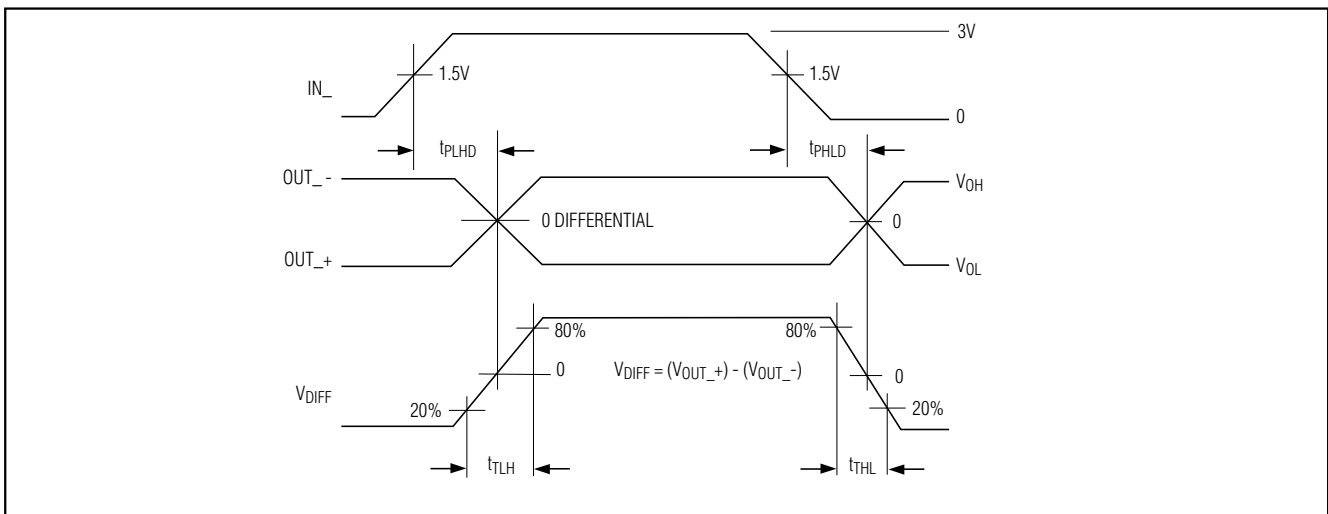 3V
1.5V
1.5V
IN_
0
tPLHD
tPHLD
OUT_ -
VOH
0 DIFFERENTIAL
0
OUT_+
VOL
80%
80%
0
VDIFF = (VOUT_+) - (VOUT_-)
0
VDIFF
20%
20%
tTLH
tTHL